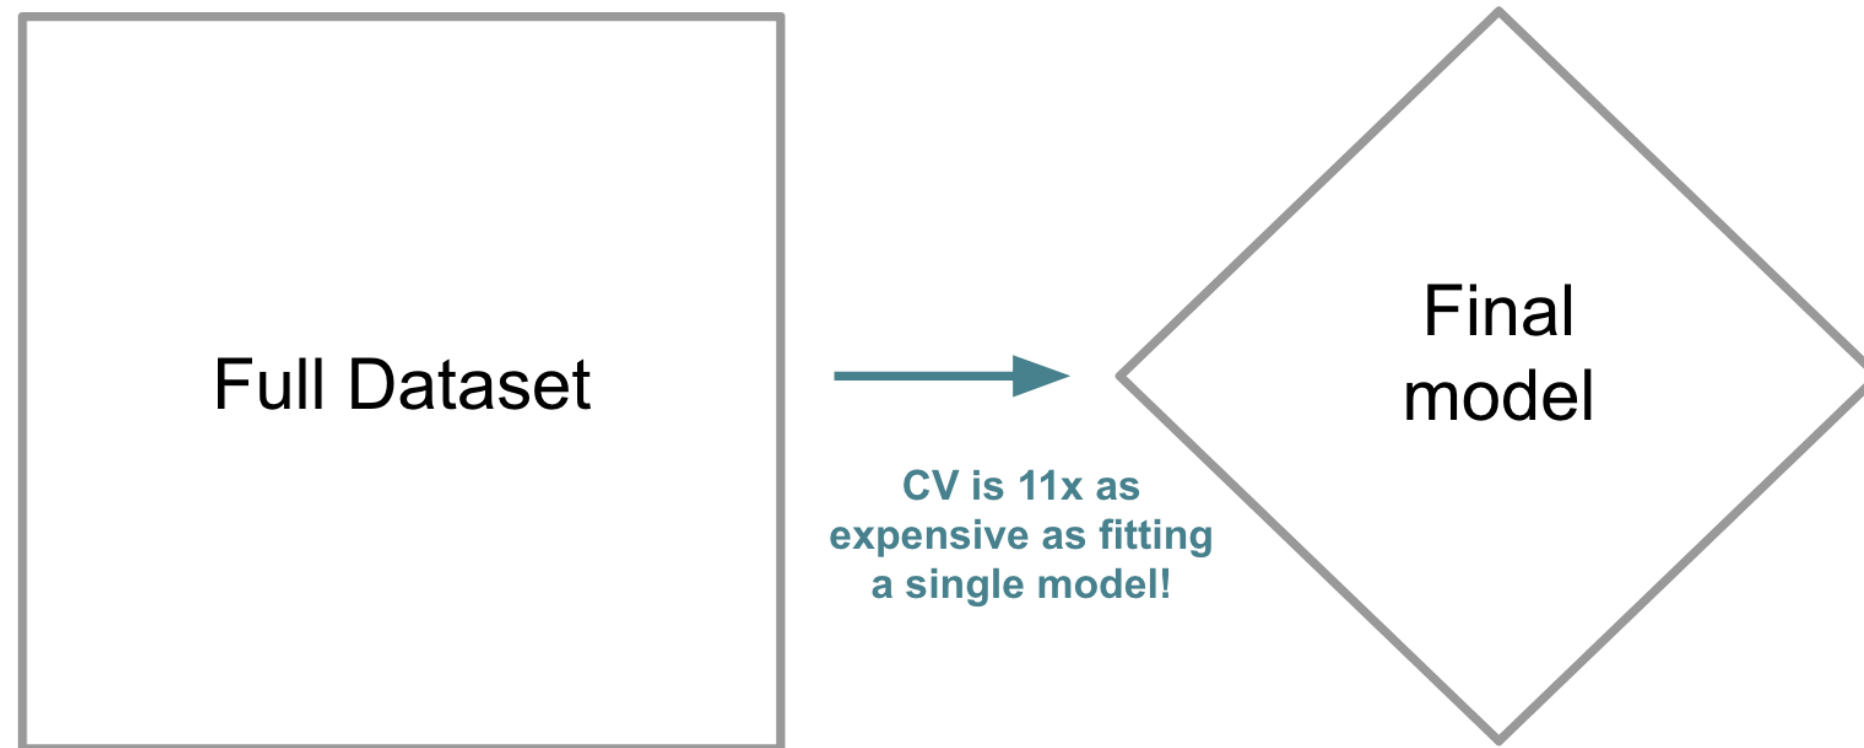 Full Dataset
CV is 11x as
expensive as fitting
a single model!
Final
model